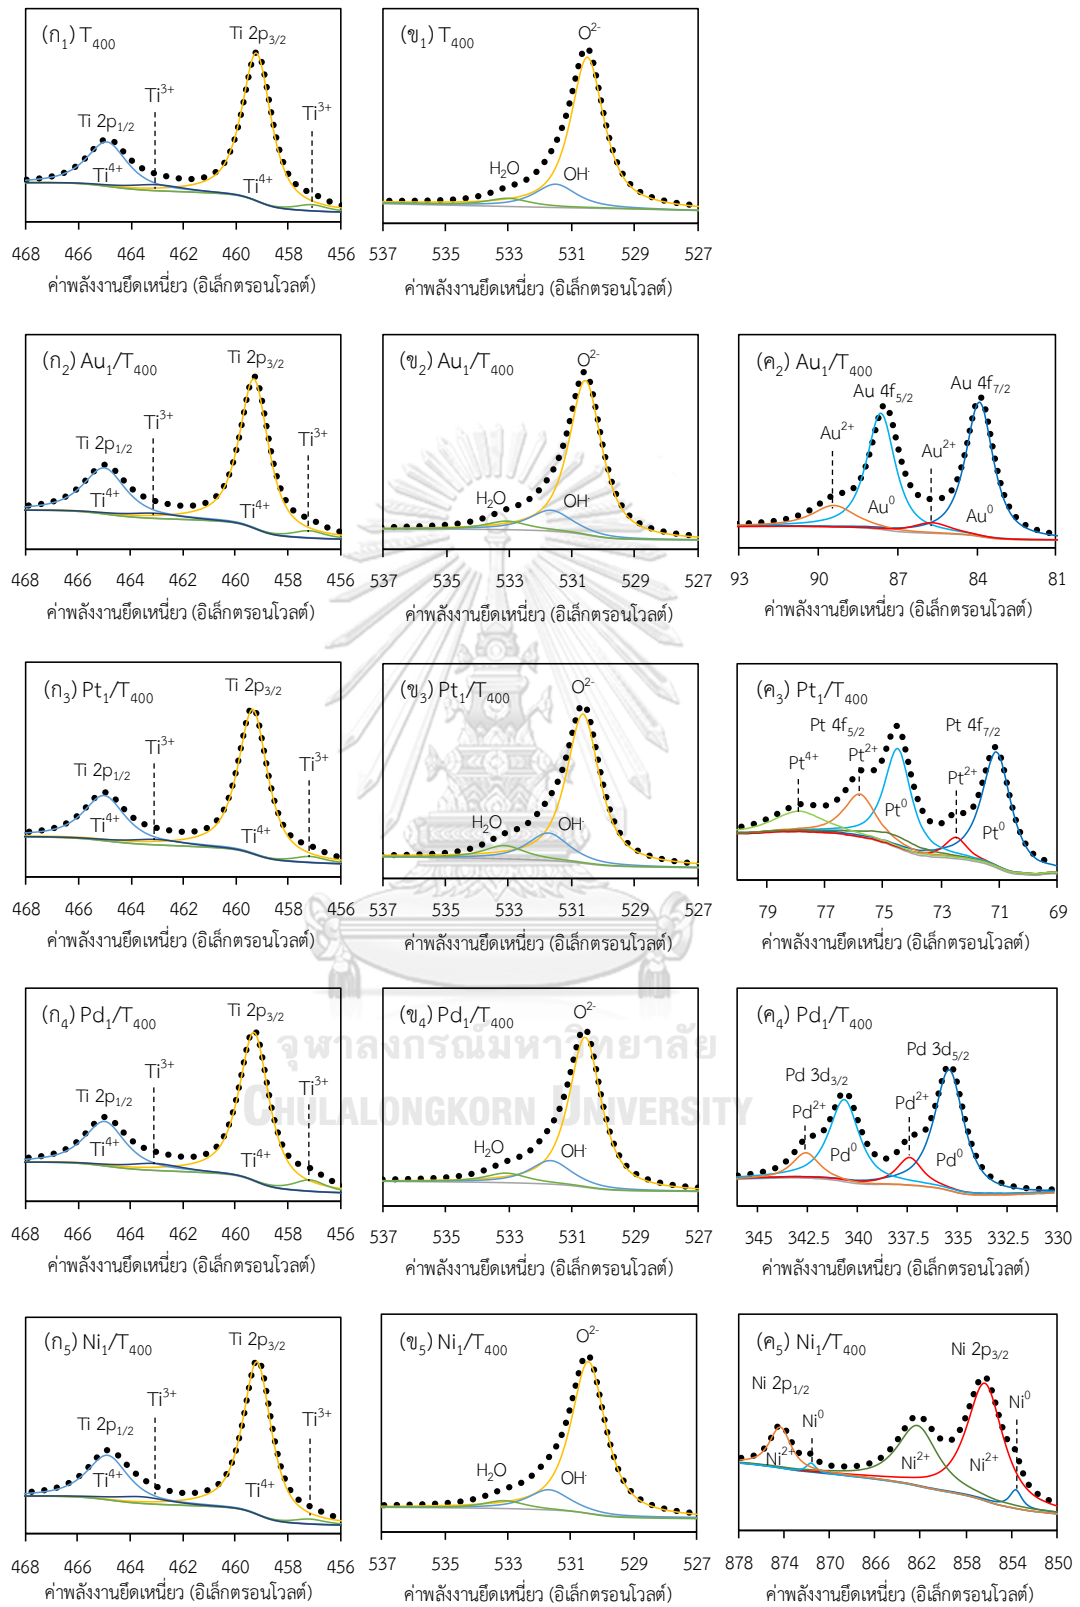 (ก₁) T₄₀₀
Ti 2p₃/₂
Ti³⁺
Ti³⁺
Ti 2p₁/₂
Ti⁴⁺
Ti⁴⁺
468 466 464 462 460 458 456
ค่าพลังงานยึดเหนี่ยว (อิเล็กตรอนโวลต์)
(ข₁) T₄₀₀
O²⁻
H₂O
OH⁻
537 535 533 531 529 527
ค่าพลังงานยึดเหนี่ยว (อิเล็กตรอนโวลต์)
(ก₂) Au₁/T₄₀₀
Ti 2p₃/₂
Ti³⁺
Ti³⁺
Ti 2p₁/₂
Ti⁴⁺
Ti⁴⁺
468 466 464 462 460 458 456
ค่าพลังงานยึดเหนี่ยว (อิเล็กตรอนโวลต์)
(ข₂) Au₁/T₄₀₀
O²⁻
H₂O
OH⁻
537 535 533 531 529 527
ค่าพลังงานยึดเหนี่ยว (อิเล็กตรอนโวลต์)
(ค₂) Au₁/T₄₀₀
Au 4f₅/₂
Au 4f₇/₂
Au²⁺
Au²⁺
Au⁰
Au⁰
93 90 87 84 81
ค่าพลังงานยึดเหนี่ยว (อิเล็กตรอนโวลต์)
(ก₃) Pt₁/T₄₀₀
Ti 2p₃/₂
Ti³⁺
Ti³⁺
Ti 2p₁/₂
Ti⁴⁺
Ti⁴⁺
468 466 464 462 460 458 456
ค่าพลังงานยึดเหนี่ยว (อิเล็กตรอนโวลต์)
(ข₃) Pt₁/T₄₀₀
O²⁻
H₂O
OH⁻
537 535 533 531 529 527
ค่าพลังงานยึดเหนี่ยว (อิเล็กตรอนโวลต์)
(ค₃) Pt₁/T₄₀₀
Pt 4f₅/₂
Pt 4f₇/₂
Pt⁴⁺
Pt²⁺
Pt²⁺
Pt⁰
Pt⁰
79 77 75 73 71 69
ค่าพลังงานยึดเหนี่ยว (อิเล็กตรอนโวลต์)
(ก₄) Pd₁/T₄₀₀
Ti 2p₃/₂
Ti³⁺
Ti³⁺
Ti 2p₁/₂
Ti⁴⁺
Ti⁴⁺
468 466 464 462 460 458 456
ค่าพลังงานยึดเหนี่ยว (อิเล็กตรอนโวลต์)
(ข₄) Pd₁/T₄₀₀
O²⁻
H₂O
OH⁻
537 535 533 531 529 527
ค่าพลังงานยึดเหนี่ยว (อิเล็กตรอนโวลต์)
(ค₄) Pd₁/T₄₀₀
Pd 3d₅/₂
Pd 3d₃/₂
Pd²⁺
Pd²⁺
Pd⁰
Pd⁰
345 342.5 340 337.5 335 332.5 330
ค่าพลังงานยึดเหนี่ยว (อิเล็กตรอนโวลต์)
จุฬาลงกรณ์มหาวิทยาลัย
CHULALONGKORN UNIVERSITY
(ก₅) Ni₁/T₄₀₀
Ti 2p₃/₂
Ti³⁺
Ti³⁺
Ti 2p₁/₂
Ti⁴⁺
Ti⁴⁺
468 466 464 462 460 458 456
ค่าพลังงานยึดเหนี่ยว (อิเล็กตรอนโวลต์)
(ข₅) Ni₁/T₄₀₀
O²⁻
H₂O
OH⁻
537 535 533 531 529 527
ค่าพลังงานยึดเหนี่ยว (อิเล็กตรอนโวลต์)
(ค₅) Ni₁/T₄₀₀
Ni 2p₃/₂
Ni 2p₁/₂
Ni⁰
Ni⁰
Ni²⁺
Ni²⁺
Ni²⁺
878 874 870 866 862 858 854 850
ค่าพลังงานยึดเหนี่ยว (อิเล็กตรอนโวลต์)